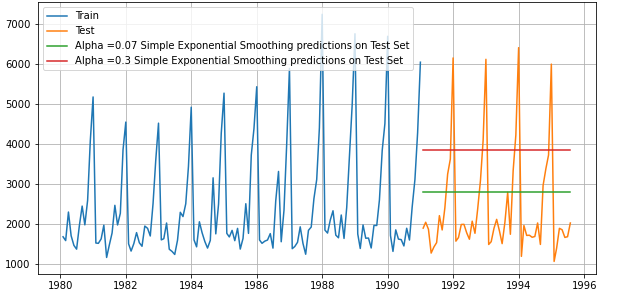 Train
Test
Alpha =0.07 Simple Exponential Smoothing predictions on Test Set
Alpha =0.3 Simple Exponential Smoothing predictions on Test Set
7000
6000
5000
4000
3000
2000
1000
1980 1982 1984 1986 1988 1990 1992 1994 1996